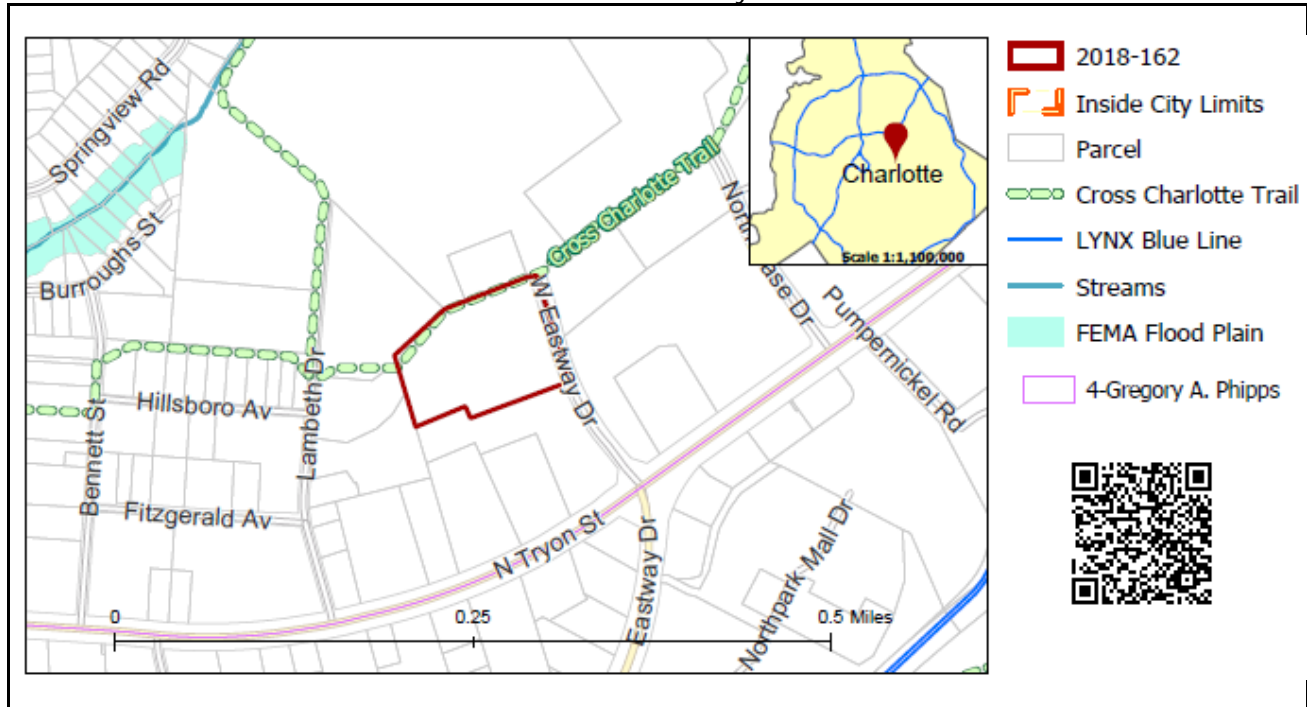 Springview Rd
Burroughs St
Bennett St
Hillsboro Av
Lambeth Dr
Fitzgerald Av
Cross Charlotte Trail
W Eastway Dr
N Tryon St
Eastway Dr
Northpark Mall Dr
Pumpernickel Rd
North
ase Dr
0
0.25
0.5 Miles
Charlotte
Scale 1:1,100,000
2018-162
Inside City Limits
Parcel
Cross Charlotte Trail
LYNX Blue Line
Streams
FEMA Flood Plain
4-Gregory A. Phipps